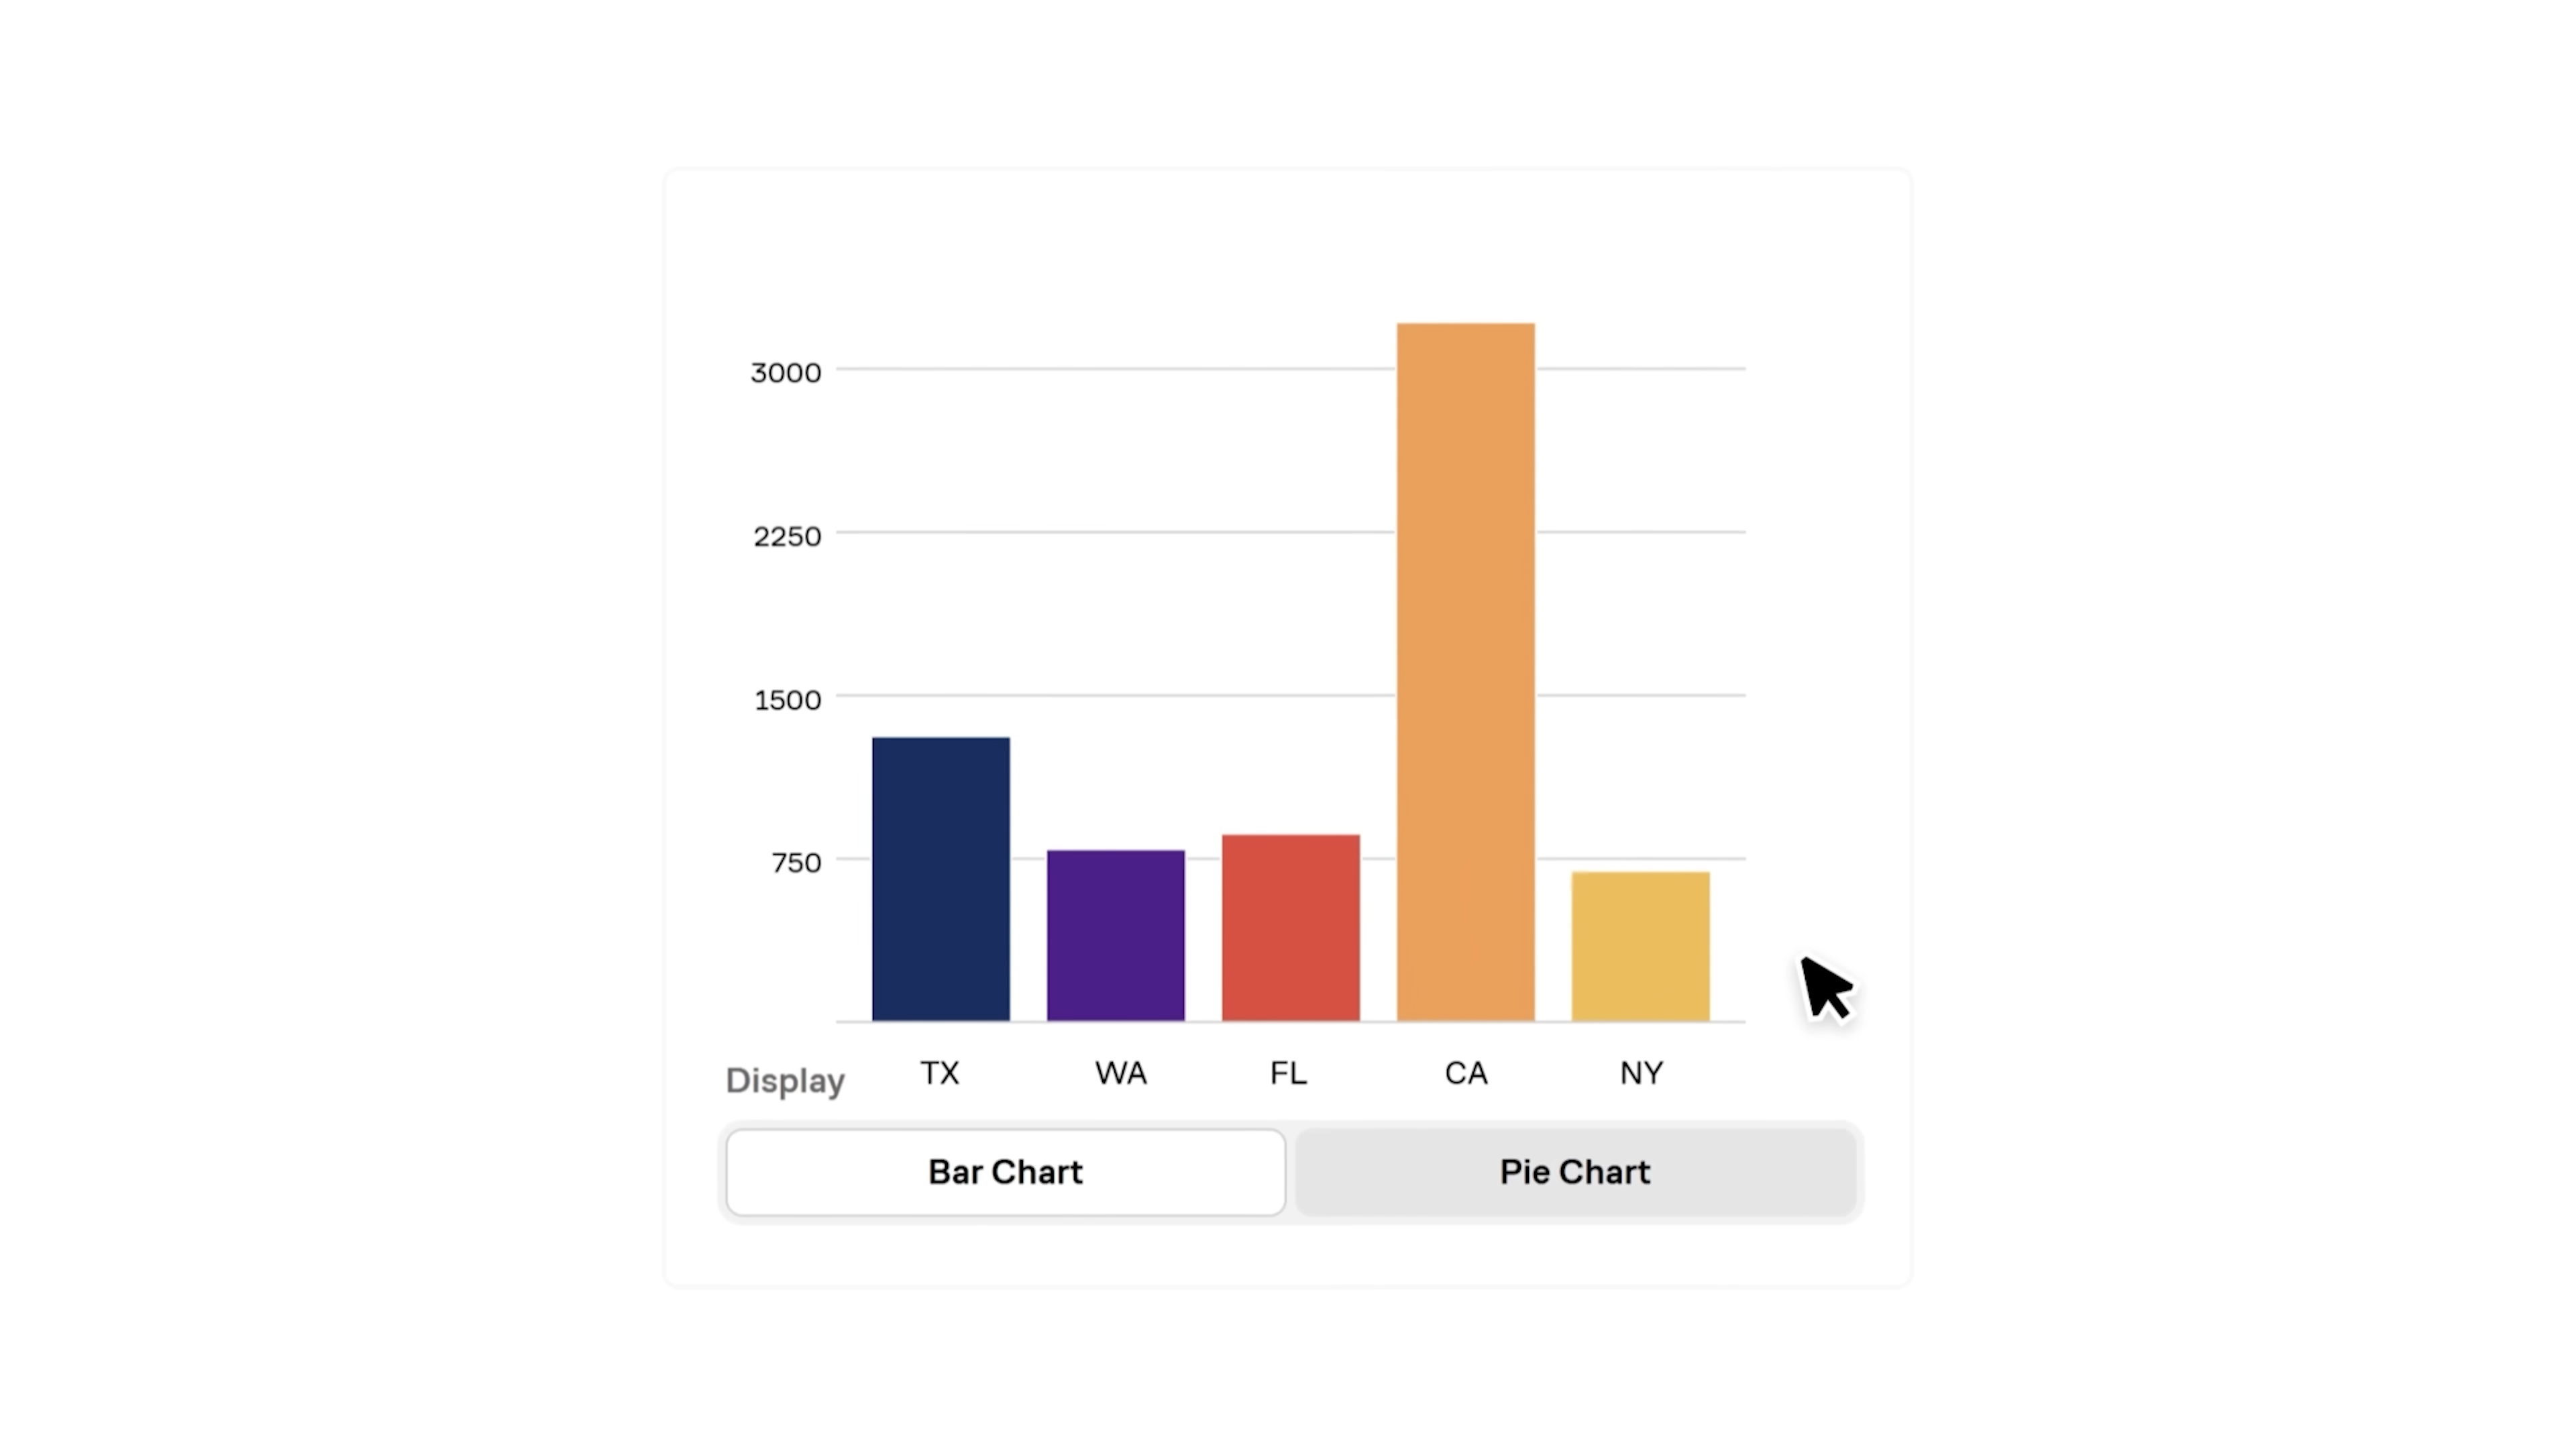 3000
2250
1500
750
TX WA FL CA NY
Display
Bar Chart Pie Chart